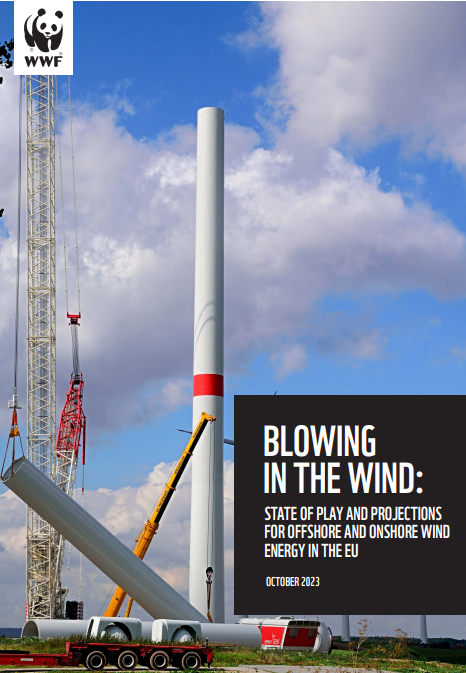 WWF
BLOWING
IN THE WIND:
STATE OF PLAY AND PROJECTIONS
FOR OFFSHORE AND ONSHORE WIND
ENERGY IN THE EU
OCTOBER 2023